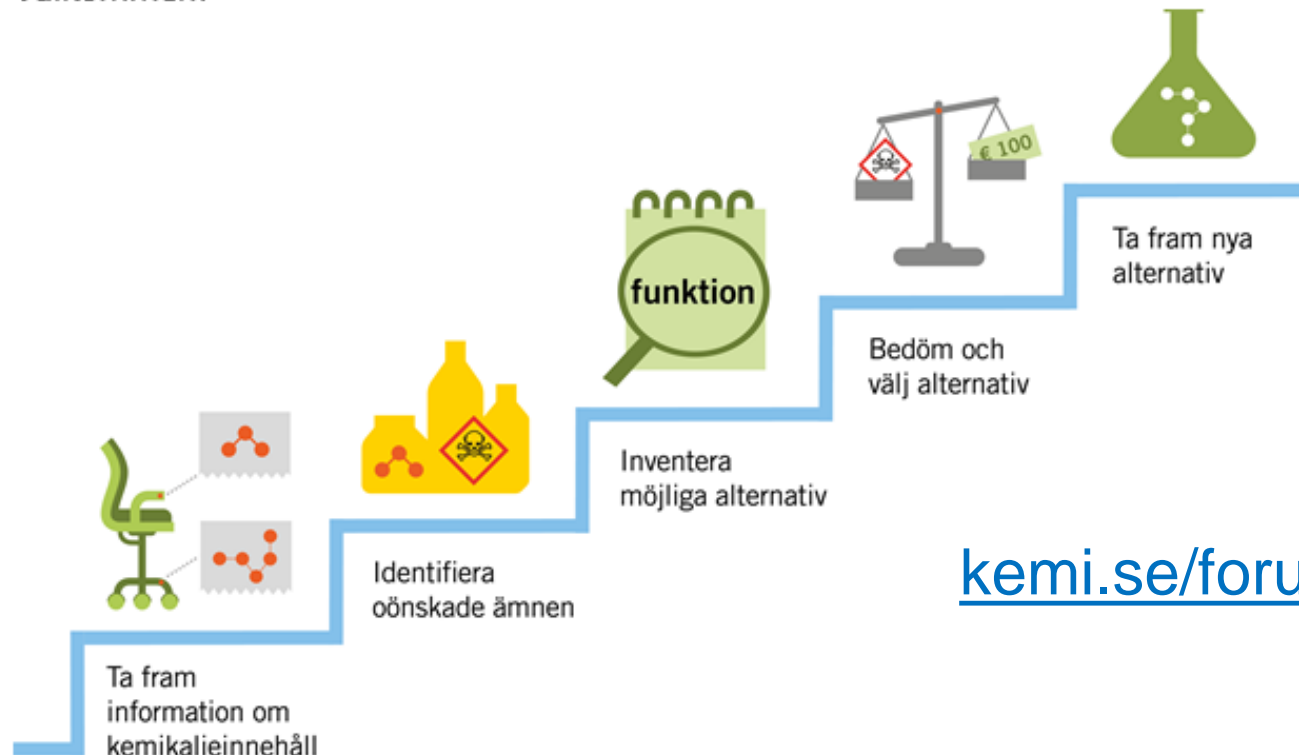 Ta fram nya
alternativ
€ 100
Bedöm och
välj alternativ
funktion
Inventera
möjliga alternativ
Identifiera
oönskade ämnen
Ta fram
information om
kemikalieinnehåll
kemi.se/foru